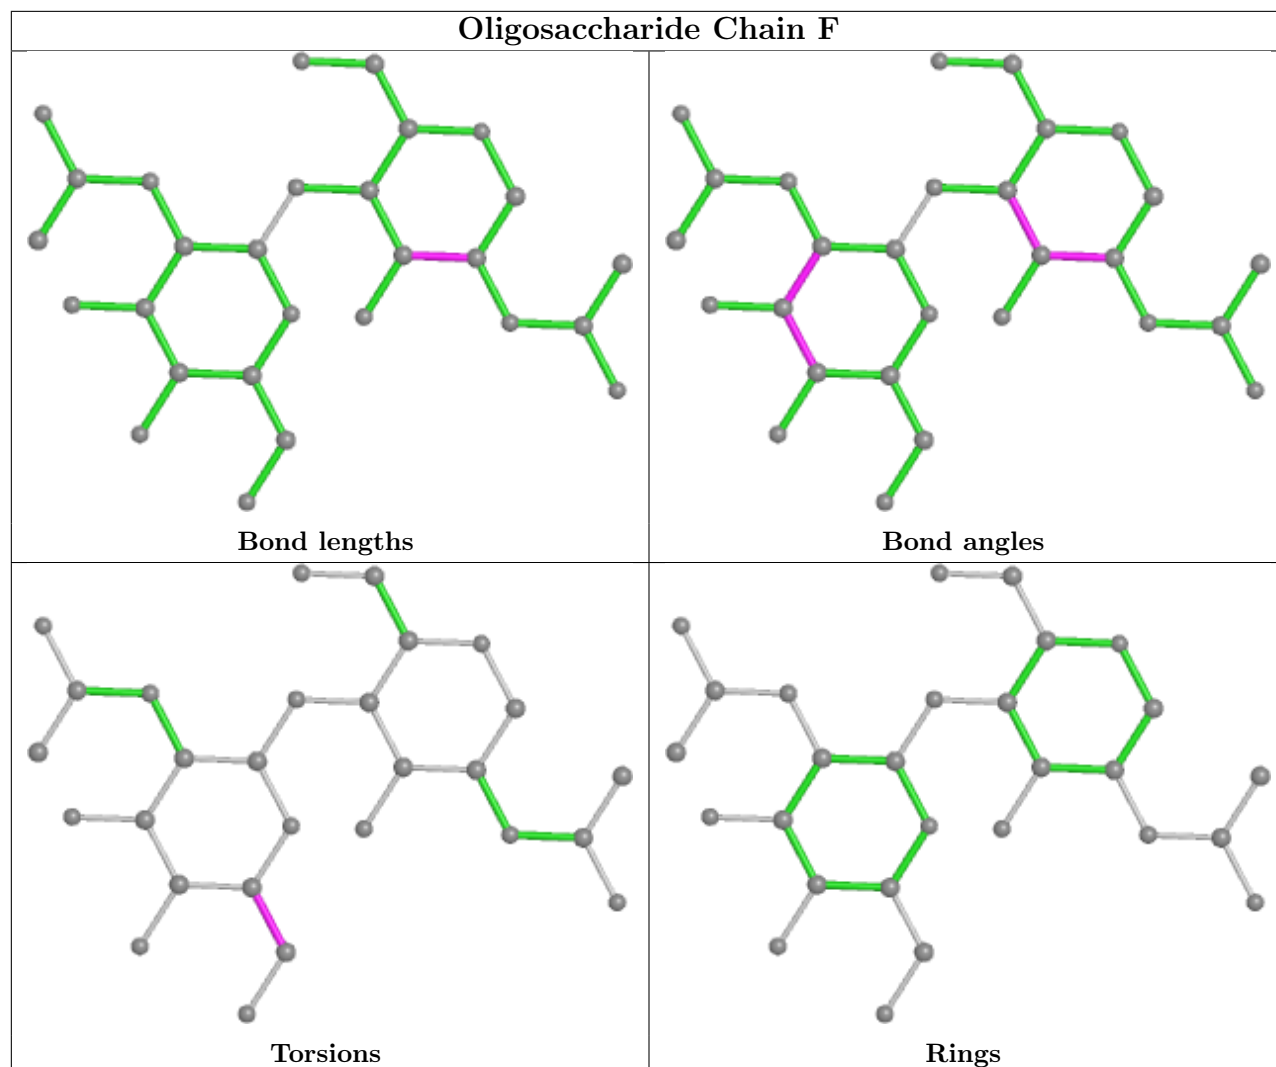 Oligosaccharide Chain F
Bond lengths
Bond angles
Torsions
Rings